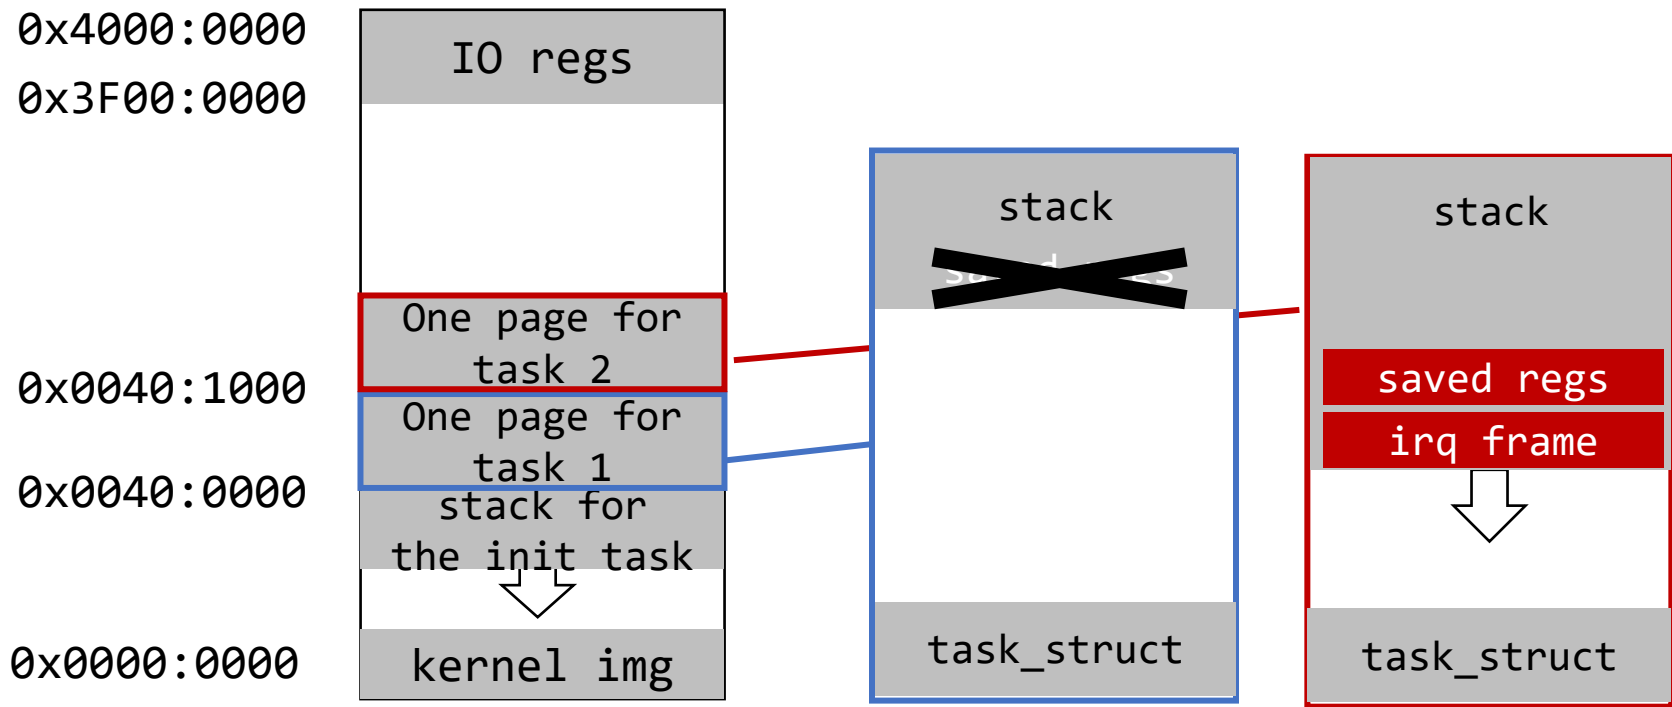 0x4000:0000
IO regs
0x3F00:0000
stack
stack
One page for
task 2
saved regs
0x0040:1000
One page for
task 1
irq frame
0x0040:0000
stack for
the init task
0x0000:0000
kernel img
task_struct
task_struct